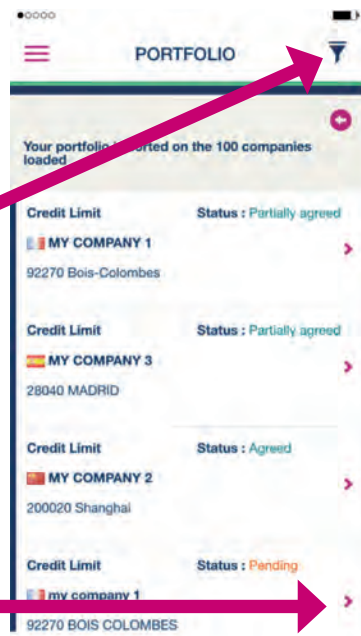 PORTFOLIO
Your portfolio is sorted on the 100 companies
loaded
Credit Limit Status : Partially agreed
MY COMPANY 1
92270 Bois-Colombes
Credit Limit Status : Partially agreed
MY COMPANY 3
28040 MADRID
Credit Limit Status : Agreed
MY COMPANY 2
200020 Shanghai
Credit Limit Status : Pending
my company 1
92270 BOIS COLOMBES